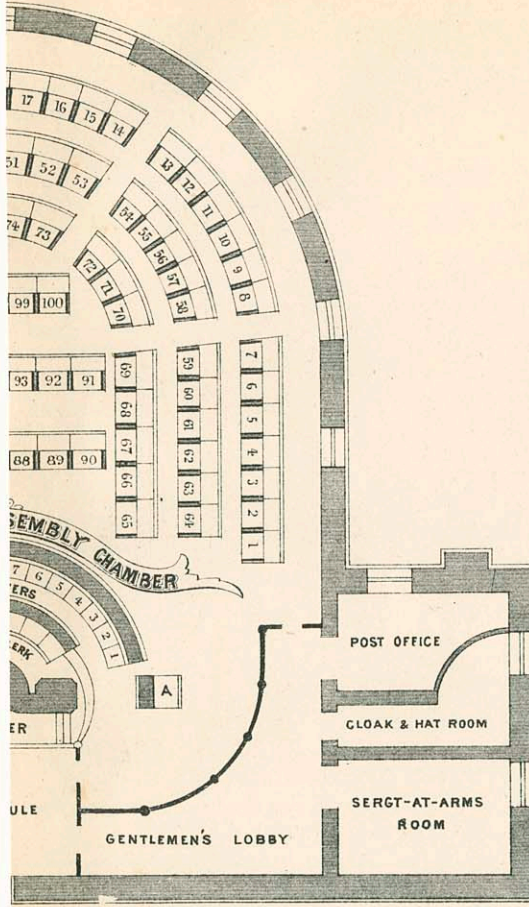 17 16 15 14
13
12
11
10
9
8
51 52 53
54
55
56
57
58
74 73
72
71
70
99 100
93 92 91
88 89 90
69
68
67
66
65
59
60
61
62
63
64
7
6
5
4
3
2
1
SEMBLY CHAMBER
7 6 5 4 3 2 1
ERS
LERK
ER
A
ULE
POST OFFICE
CLOAK & HAT ROOM
SERGT-AT-ARMS
ROOM
GENTLEMEN'S LOBBY